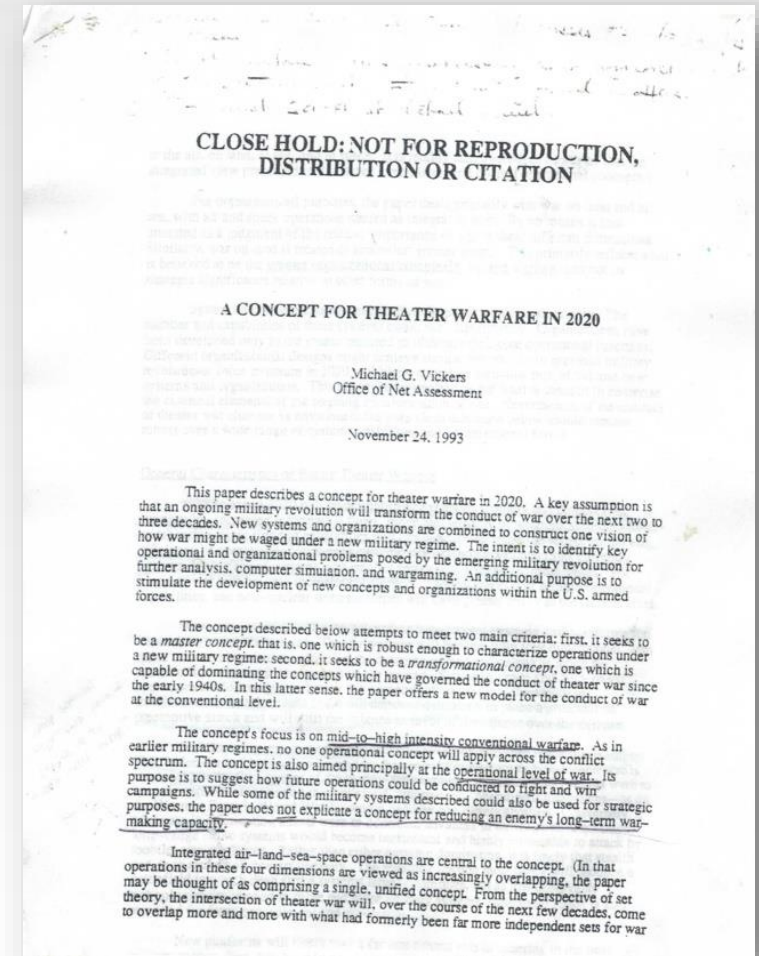 CLOSE HOLD: NOT FOR REPRODUCTION,
DISTRIBUTION OR CITATION
A CONCEPT FOR THEATER WARFARE IN 2020
Michael G. Vickers
Office of Net Assessment
November 24, 1993
This paper describes a concept for theater warfare in 2020. A key assumption is
that an ongoing military revolution will transform the conduct of war over the next two to
three decades. New systems and organizations are combined to construct one vision of
how war might be waged under a new military regime. The intent is to identify key
operational and organizational problems posed by the emerging military revolution for
further analysis, computer simulation, and wargaming. An additional purpose is to
stimulate the development of new concepts and organizations within the U.S. armed
forces.
The concept described below attempts to meet two main criteria: first, it seeks to
be a master concept, that is, one which is robust enough to characterize operations under
a new military regime; second, it seeks to be a transformational concept, one which is
capable of dominating the concepts which have governed the conduct of theater war since
the early 1940s. In this latter sense, the paper offers a new model for the conduct of war
at the conventional level.
The concept's focus is on mid-to-high intensity conventional warfare. As in
earlier military regimes, no one operational concept will apply across the conflict
spectrum. The concept is also aimed principally at the operational level of war. Its
purpose is to suggest how future operations could be conducted to fight and win
campaigns. While some of the military systems described could also be used for strategic
purposes, the paper does not explicate a concept for reducing an enemy's long-term war-
making capacity.
Integrated air-land-sea-space operations are central to the concept. (In that
operations in these four dimensions are viewed as increasingly overlapping, the paper
may be thought of as comprising a single, unified concept. From the perspective of set
theory, the intersection of theater war will, over the course of the next few decades, come
to overlap more and more with what had formerly been far more independent sets for war